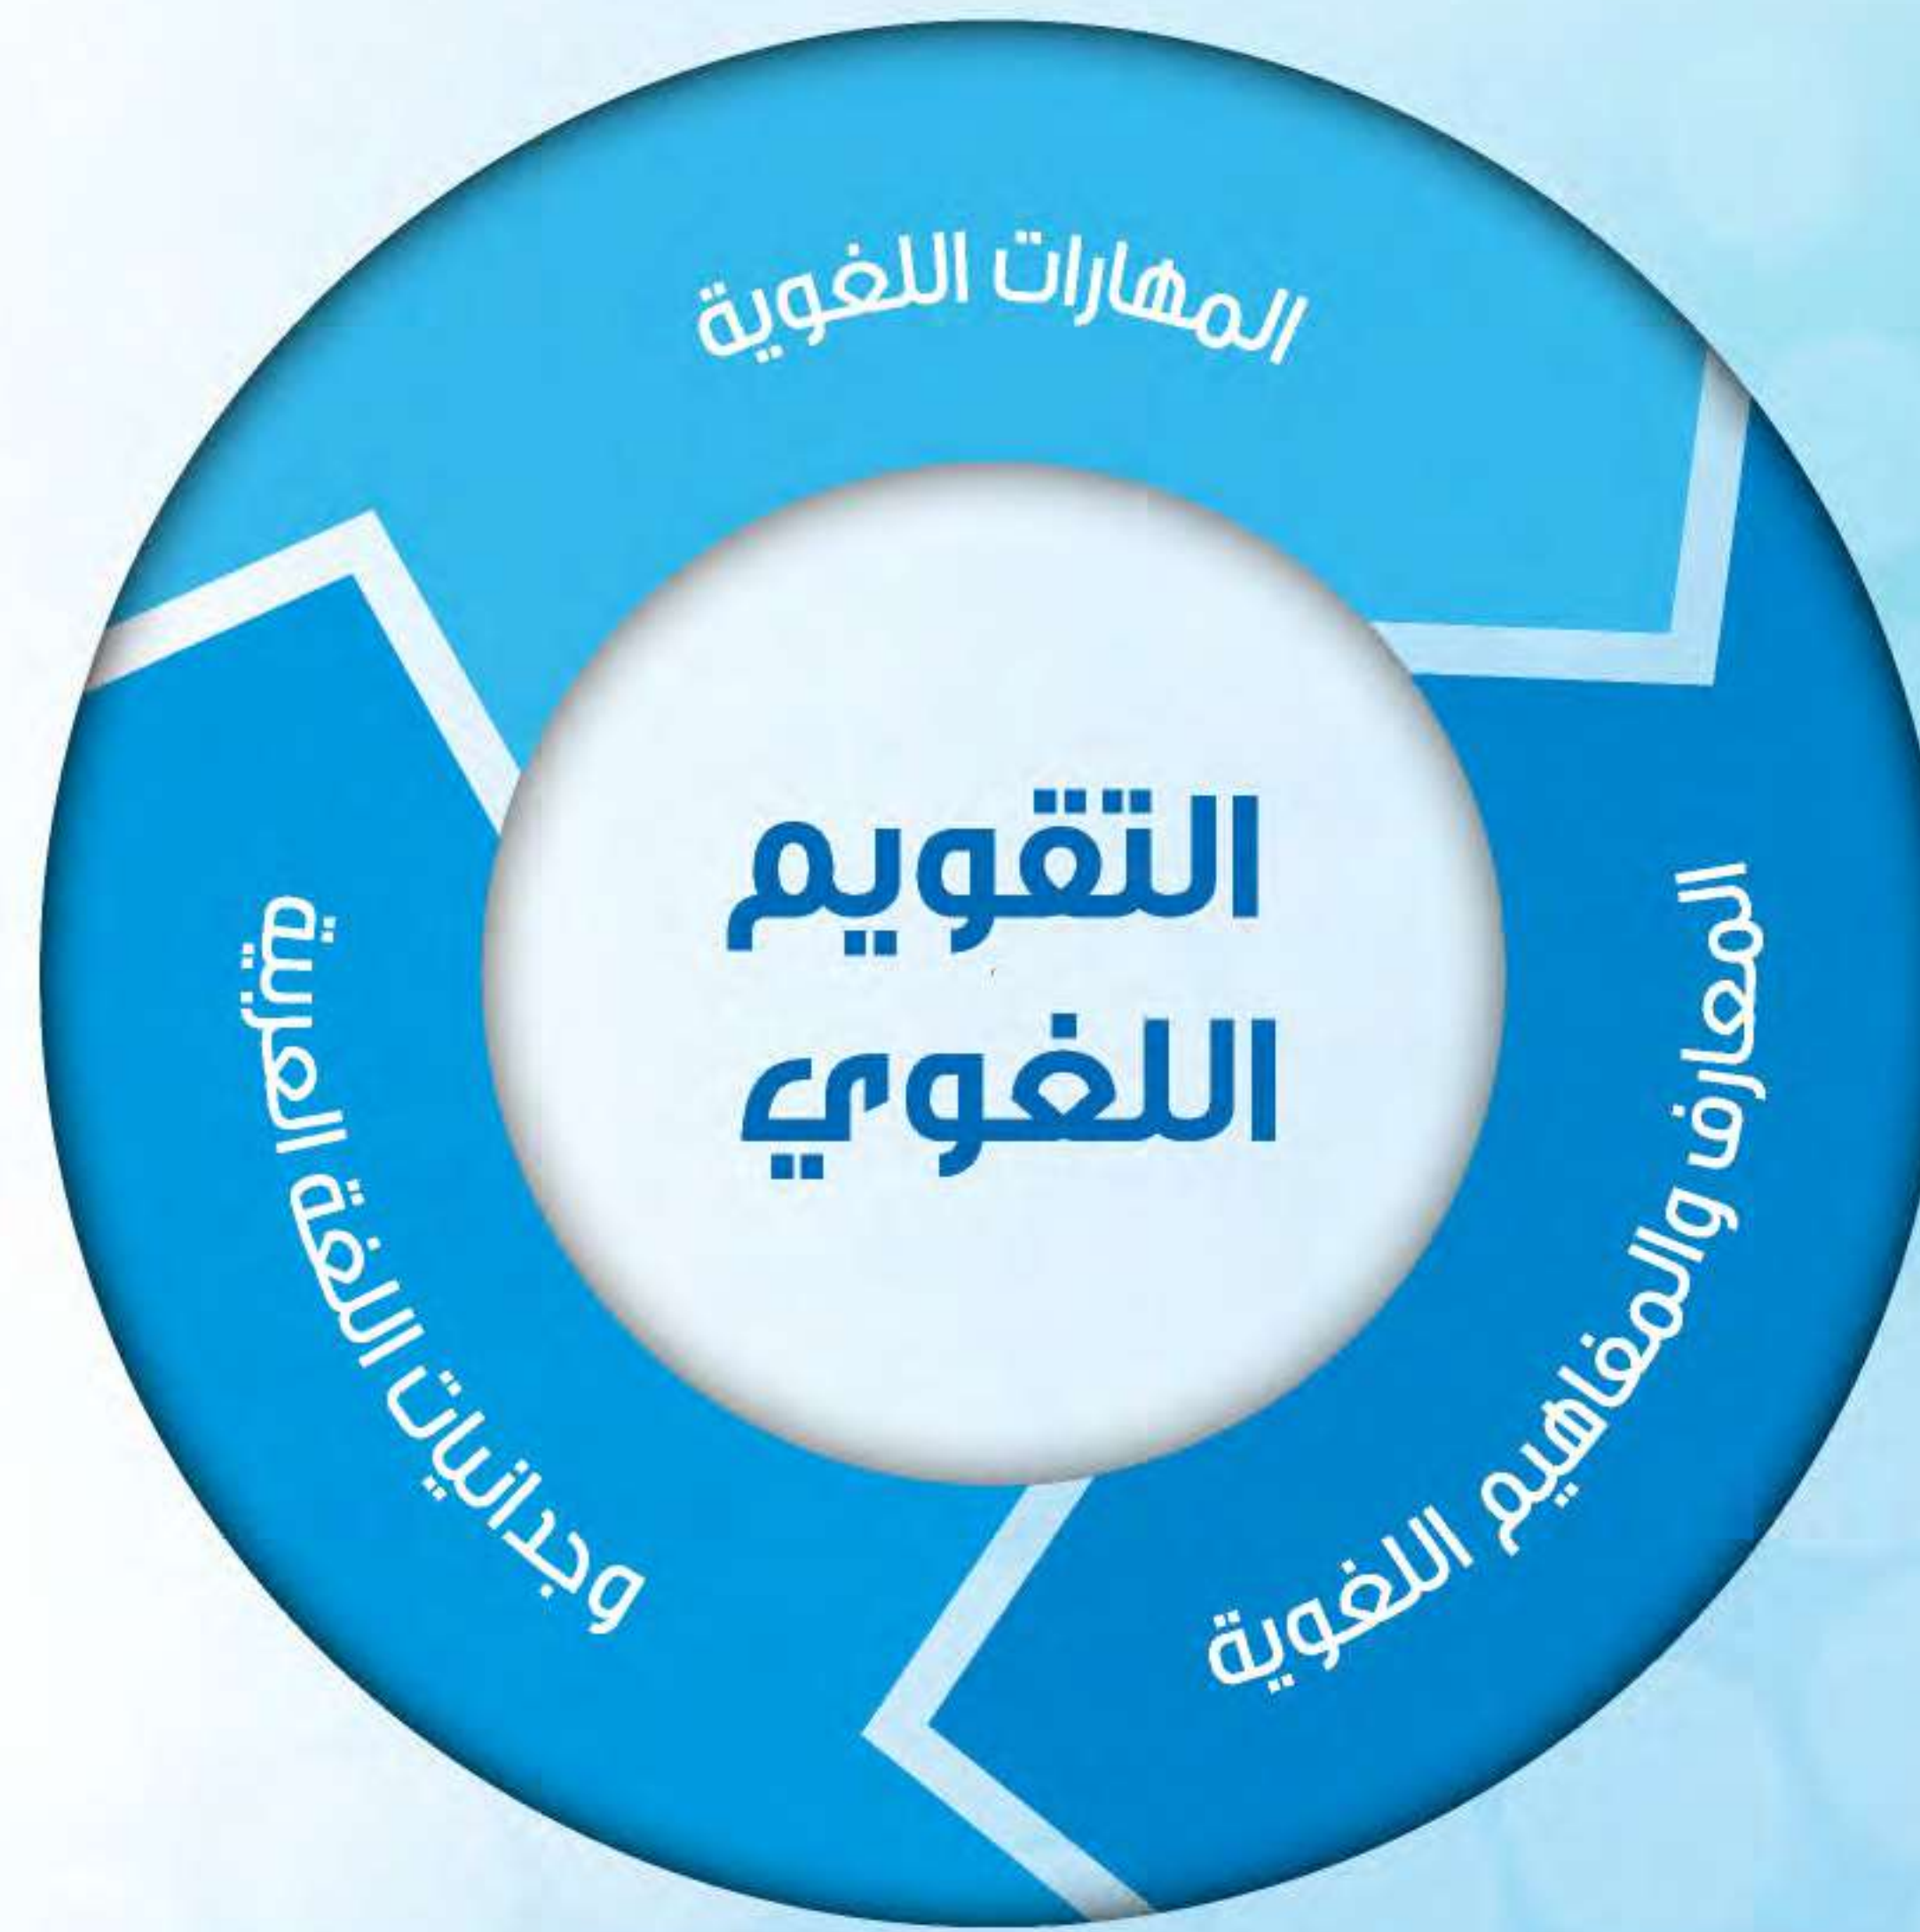 المهارات اللغوية
التقويم
اللغوي
المعارف والمفاهيم اللغوية
وجدانيات اللغة العربية